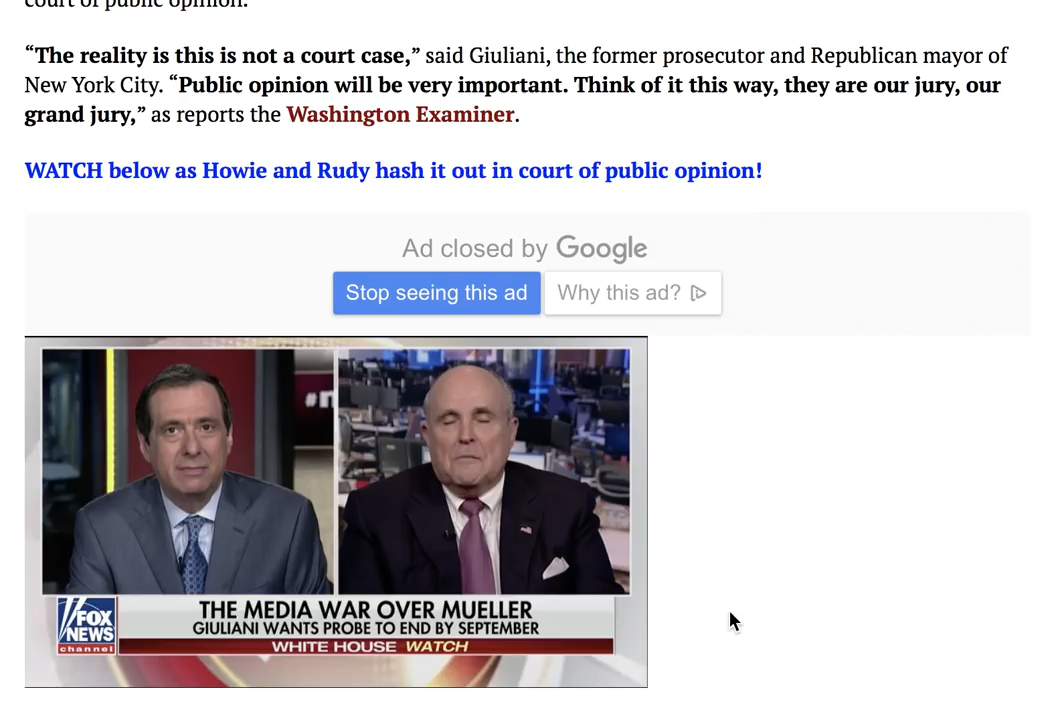 court of public opinion.
“The reality is this is not a court case,” said Giuliani, the former prosecutor and Republican mayor of
New York City. “Public opinion will be very important. Think of it this way, they are our jury, our
grand jury,” as reports the Washington Examiner.
WATCH below as Howie and Rudy hash it out in court of public opinion!
Ad closed by Google
Stop seeing this ad
Why this ad?
#m
THE MEDIA WAR OVER MUELLER
GIULIANI WANTS PROBE TO END BY SEPTEMBER
WHITE HOUSE WATCH
FOX
NEWS
channel